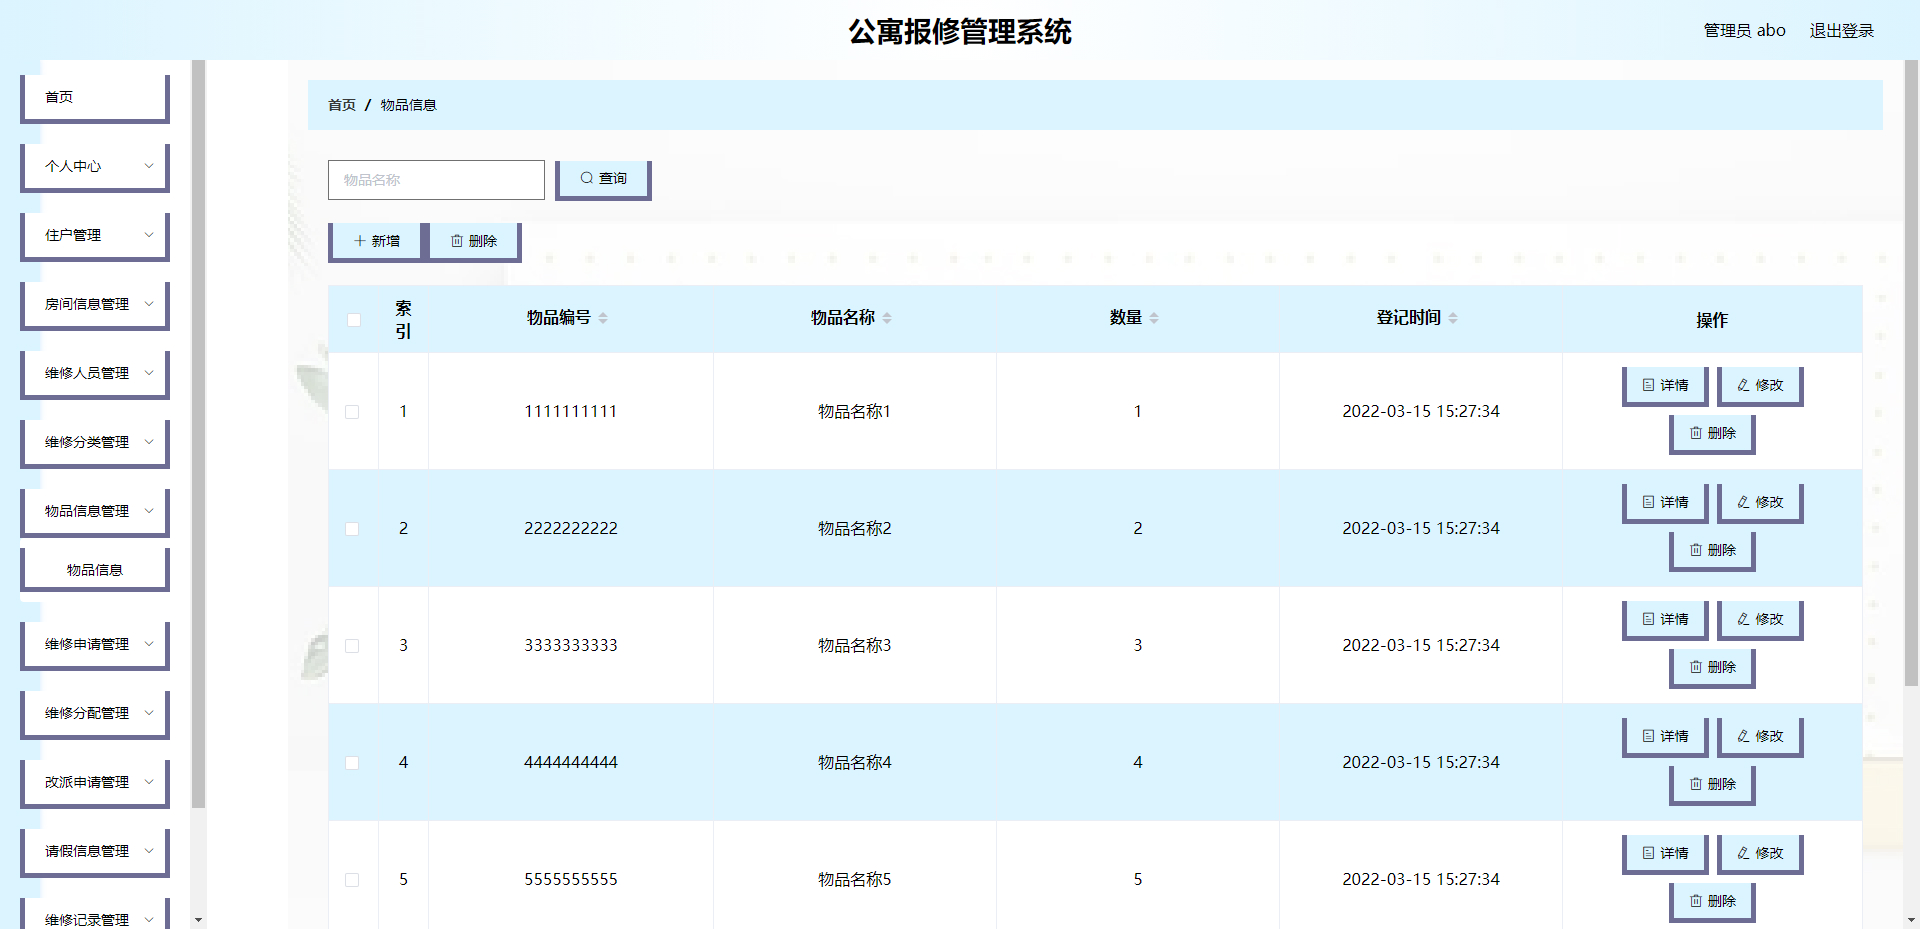 公寓报修管理系统
管理员 abo 退出登录
首页
个人中心
住户管理
房间信息管理
维修人员管理
维修分类管理
物品信息管理
物品信息
维修申请管理
维修分配管理
改派申请管理
请假信息管理
维修记录管理
首页 / 物品信息
物品名称 查询
新增 删除
索引 物品编号 物品名称 数量 登记时间 操作
1 1111111111 物品名称1 1 2022-03-15 15:27:34 详情 修改
删除
2 2222222222 物品名称2 2 2022-03-15 15:27:34 详情 修改
删除
3 3333333333 物品名称3 3 2022-03-15 15:27:34 详情 修改
删除
4 4444444444 物品名称4 4 2022-03-15 15:27:34 详情 修改
删除
5 5555555555 物品名称5 5 2022-03-15 15:27:34 详情 修改
删除